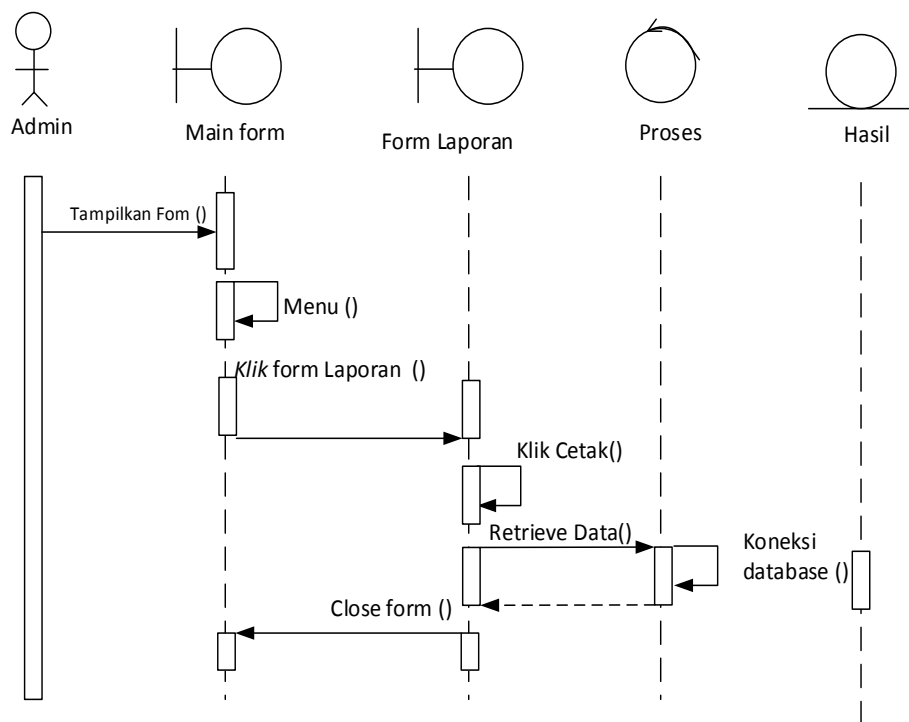 Admin
Main form
Form Laporan
Proses
Hasil
Tampilkan Fom ()
Menu ()
Klik form Laporan ()
Klik Cetak()
Retrieve Data()
Koneksi
database ()
Close form ()